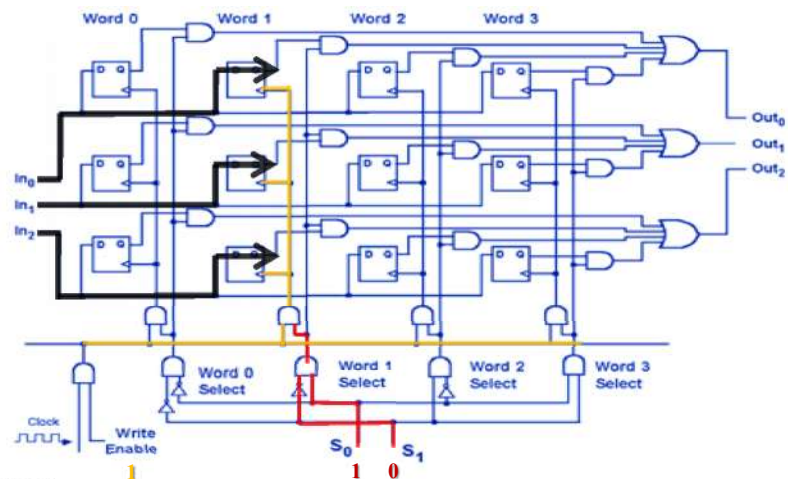 Word 0 Word 1 Word 2 Word 3
D Q D Q D Q D Q
Out₀
D Q D Q D Q D Q
Out₁
In₀
Out₂
In₁
In₂
D Q D Q D Q D Q
Word 0 Select
Word 1 Select
Word 2 Select
Word 3 Select
Clock
Write Enable
S₀ S₁
1 1 0